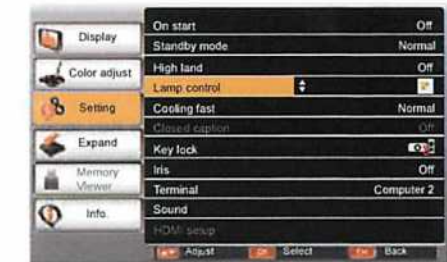 Display
Color adjust
Setting
Expand
Memory Viewer
Info.
On start Off
Standby mode Normal
High land Off
Lamp control
Cooling fast Normal
Closed caption Off
Key lock
Iris Off
Terminal Computer 2
Sound
HDMI setup
Adjust OK Select Back